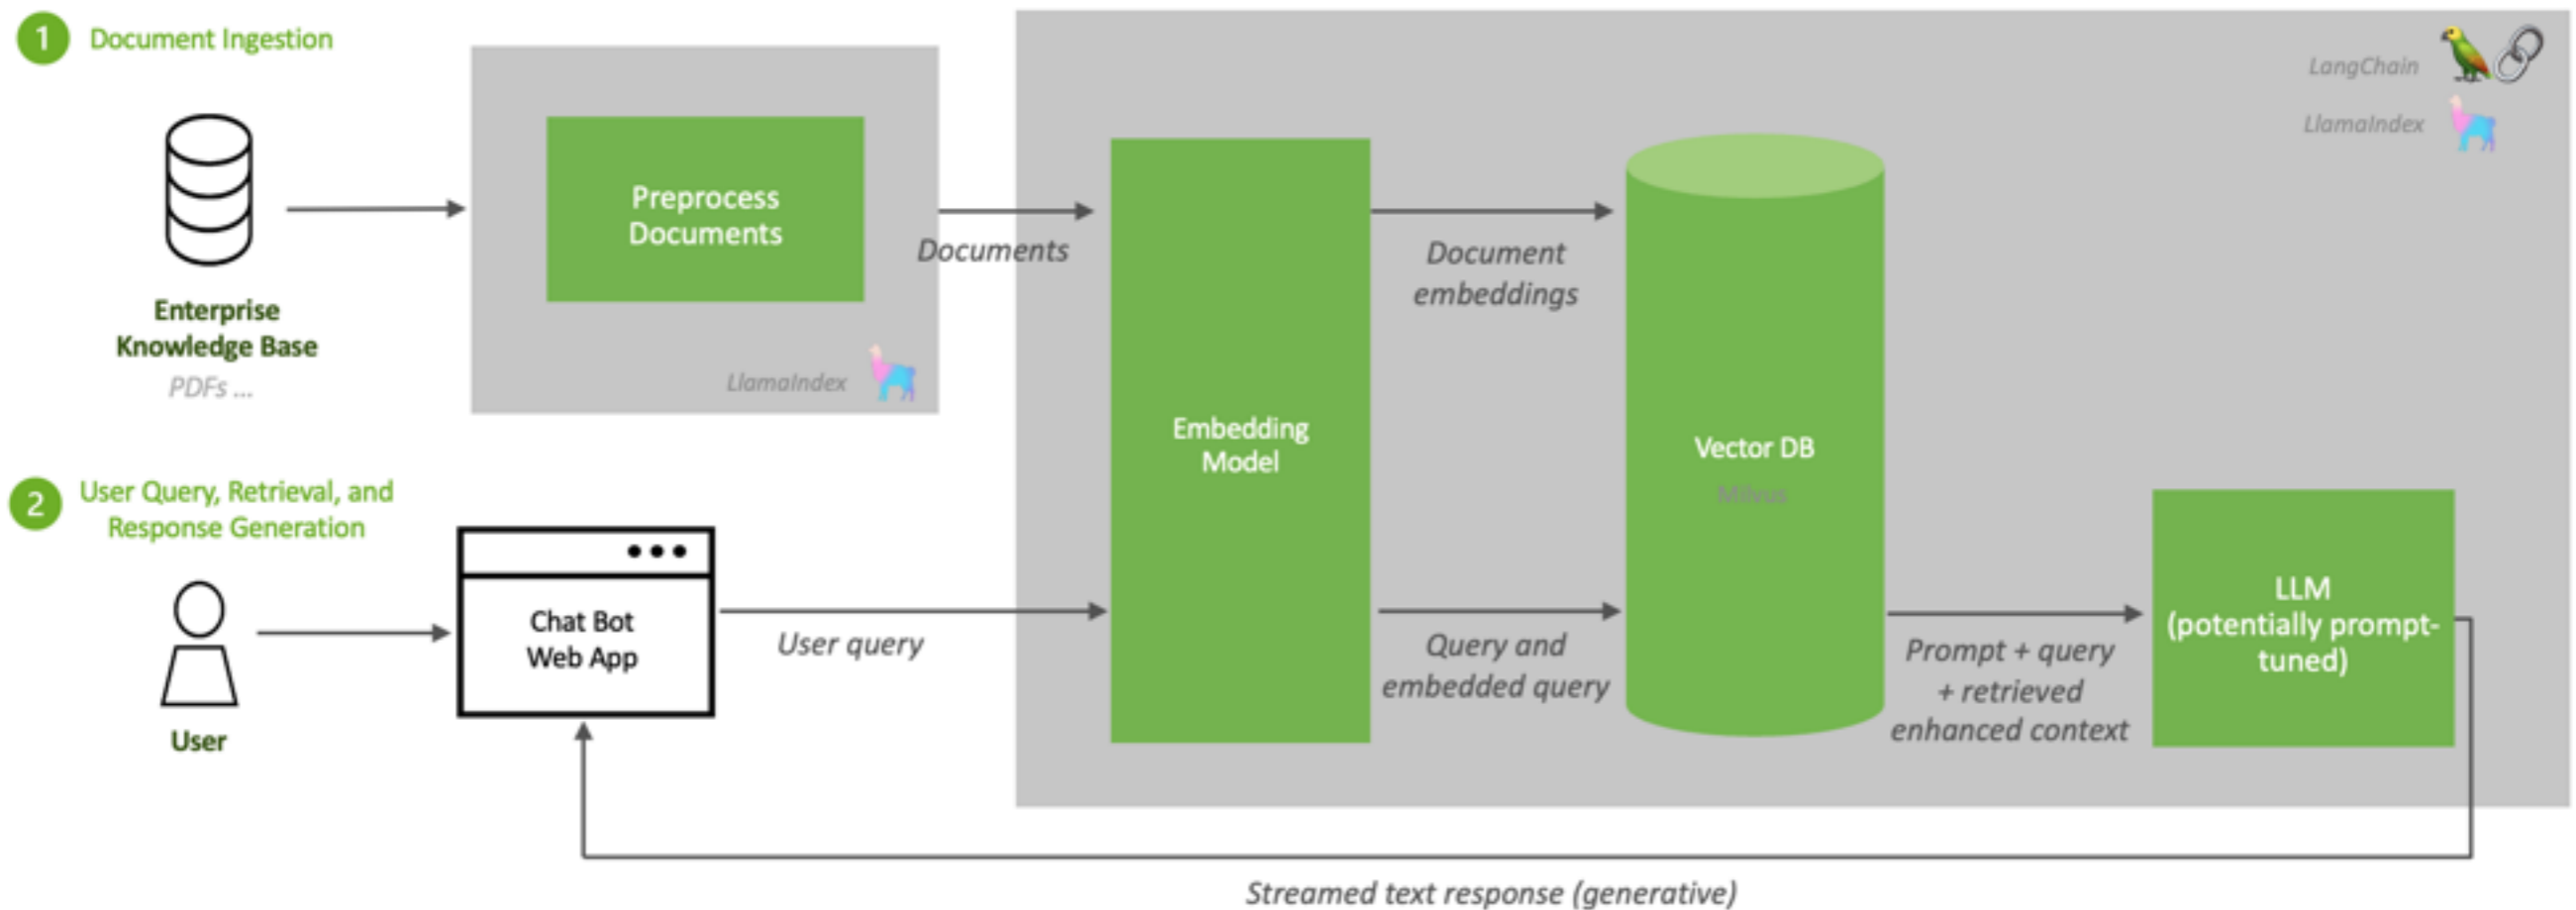 1 Document Ingestion
Enterprise
Knowledge Base
PDFs ...
Preprocess
Documents
LlamaIndex
Documents
LangChain
LlamaIndex
Embedding
Model
Document
embeddings
Vector DB
Milvus
2 User Query, Retrieval, and
Response Generation
User
Chat Bot
Web App
User query
Query and
embedded query
Prompt + query
+ retrieved
enhanced context
LLM
(potentially prompt-
tuned)
Streamed text response (generative)